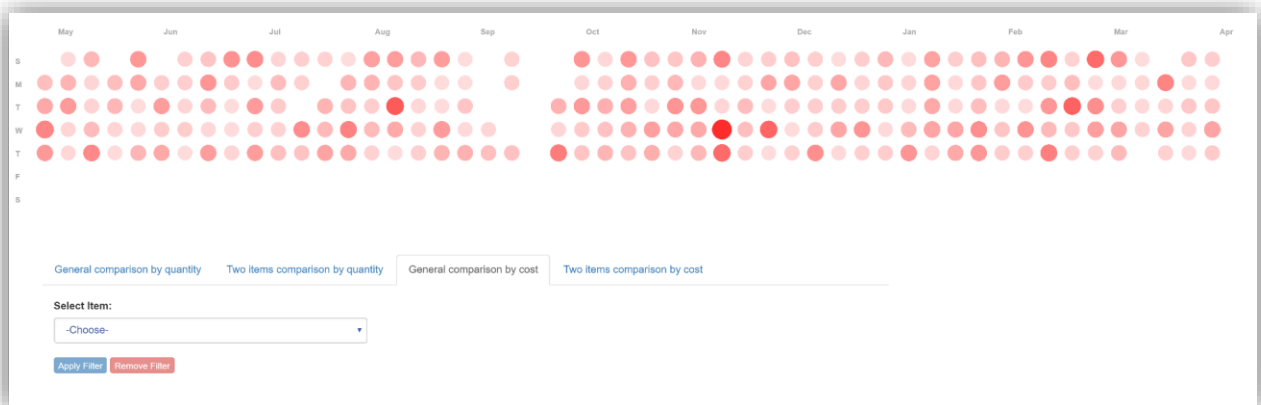 May Jun Jul Aug Sep Oct Nov Dec Jan Feb Mar Apr
S
M
T
W
T
F
S
General comparison by quantity Two items comparison by quantity General comparison by cost Two items comparison by cost
Select Item:
-Choose-
Apply Filter Remove Filter